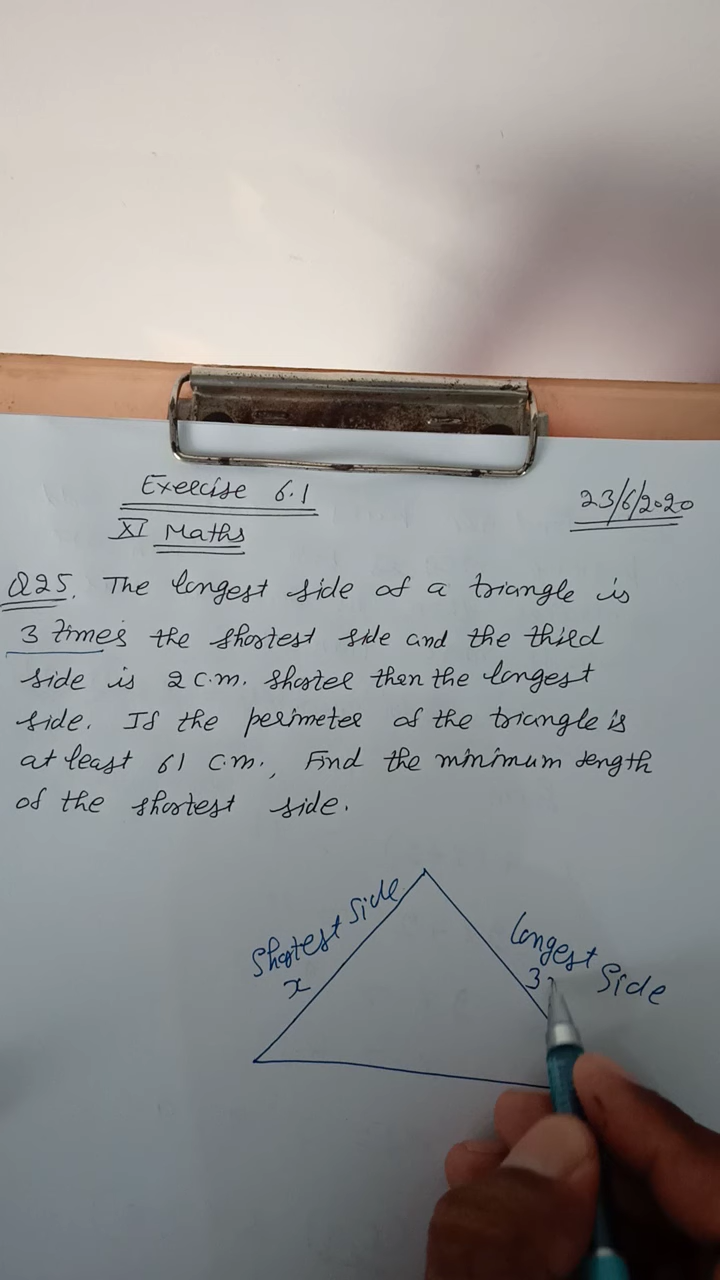 Exercise 6.1
23/6/2020
XI Maths
Q25. The longest side of a triangle is
3 times the shortest side and the third
side is 2 c.m. shorter then the longest
side. If the perimeter of the triangle is
at least 61 c.m., Find the minimum length
of the shortest side.
Shortest Side
x
Longest Side
3